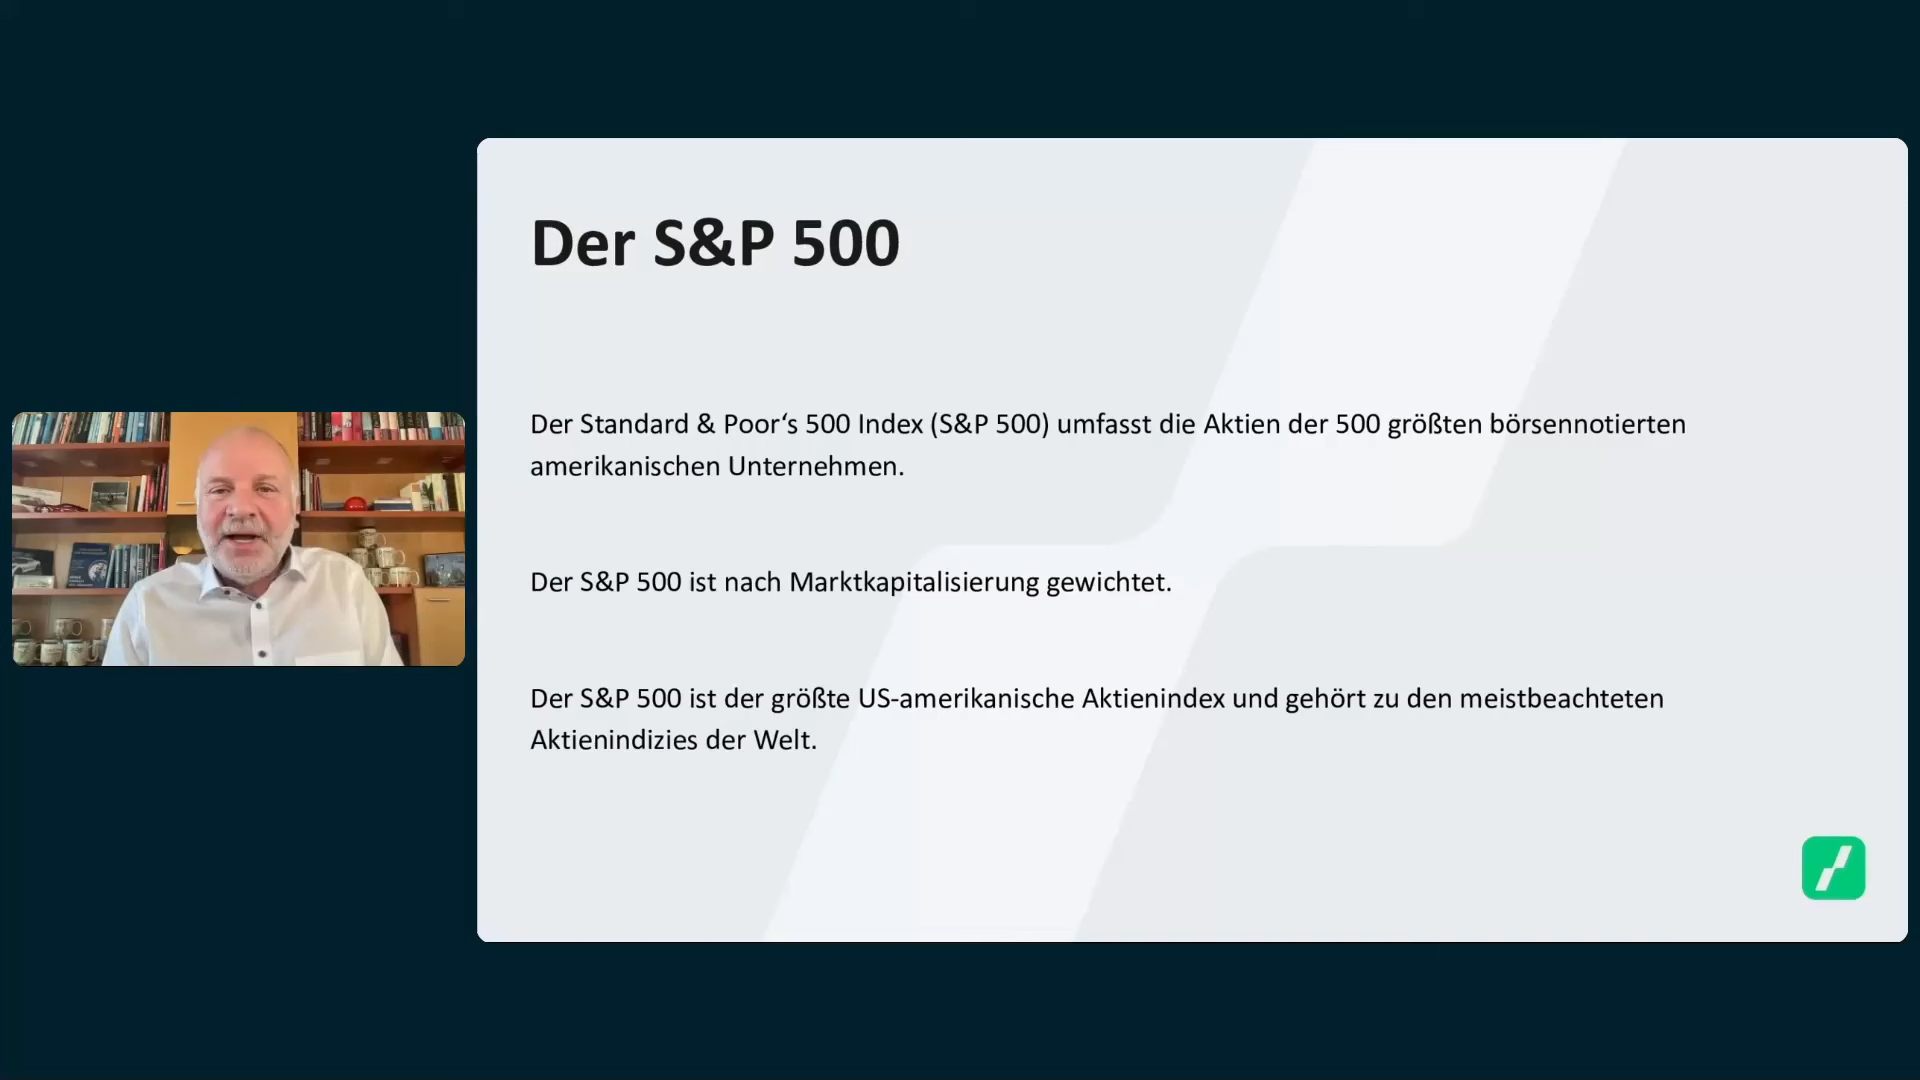 Der S&P 500
Der Standard & Poor‘s 500 Index (S&P 500) umfasst die Aktien der 500 größten börsennotierten
amerikanischen Unternehmen.
Der S&P 500 ist nach Marktkapitalisierung gewichtet.
Der S&P 500 ist der größte US-amerikanische Aktienindex und gehört zu den meistbeachteten
Aktienindizies der Welt.